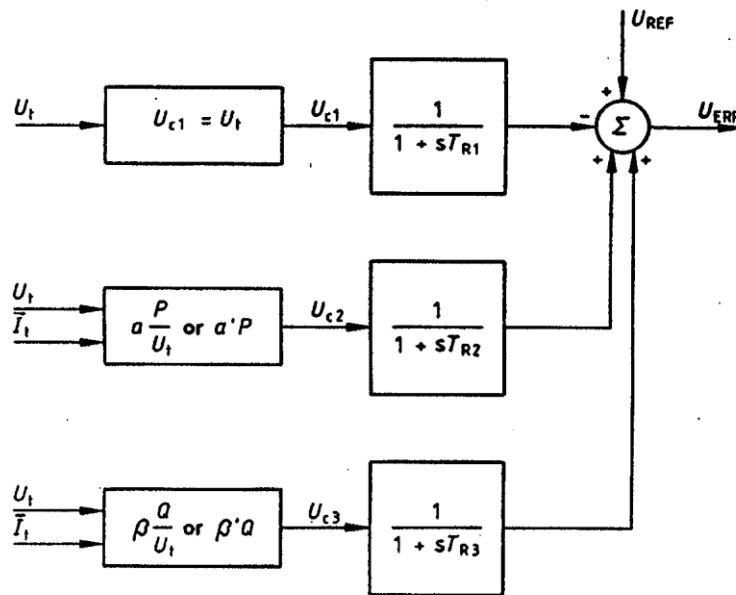 U_REF
U_t
U_c1 = U_t
U_c1
1
1 + sT_R1
+
-
Σ
U_ERR
+
+
U_t
Ī_t
a P/U_t or a'P
U_c2
1
1 + sT_R2
U_t
Ī_t
β Q/U_t or β'Q
U_c3
1
1 + sT_R3